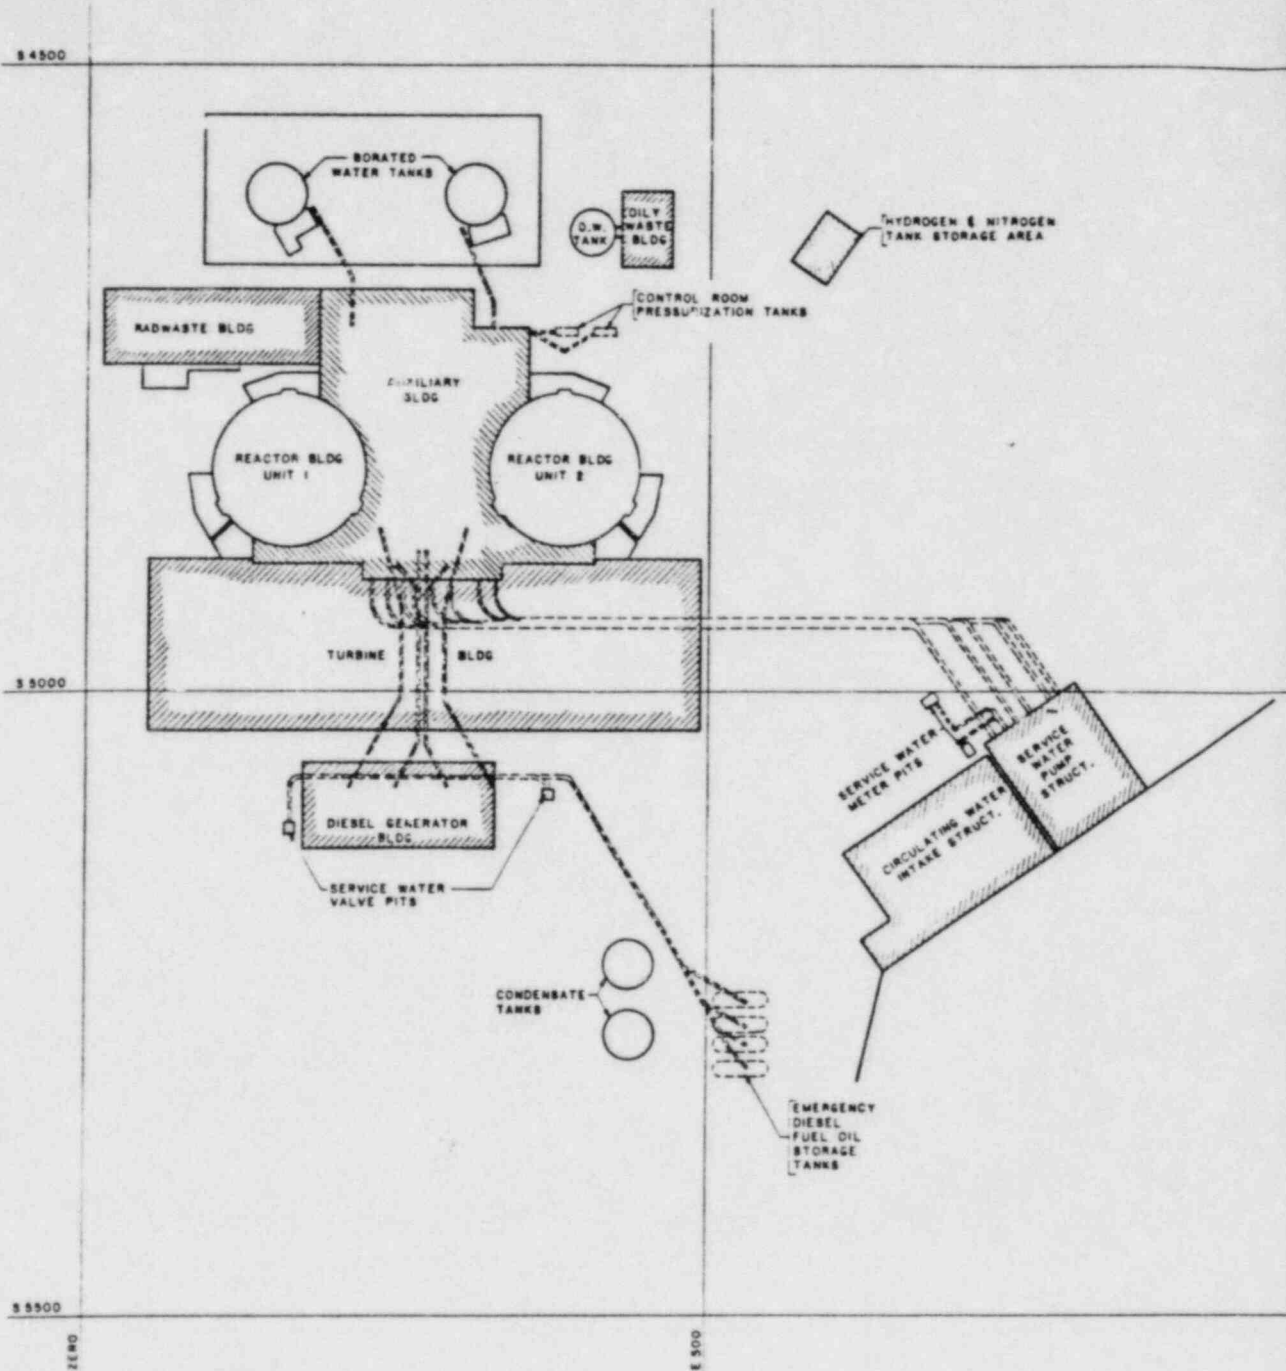 S 4500
BORATED
WATER TANKS
O.W.
TANK
OILY
WASTE
BLDG
HYDROGEN & NITROGEN
TANK STORAGE AREA
CONTROL ROOM
PRESSURIZATION TANKS
RADWASTE BLDG
AUXILIARY
BLDG
REACTOR BLDG
UNIT 1
REACTOR BLDG
UNIT 2
TURBINE BLDG
S 5000
SERVICE WATER
METER PITS
SERVICE
WATER
PUMP
STRUCT.
CIRCULATING WATER
INTAKE STRUCT.
DIESEL GENERATOR
BLDG.
SERVICE WATER
VALVE PITS
CONDENSATE
TANKS
EMERGENCY
DIESEL
FUEL OIL
STORAGE
TANKS
S 5500
ZERO
E 500